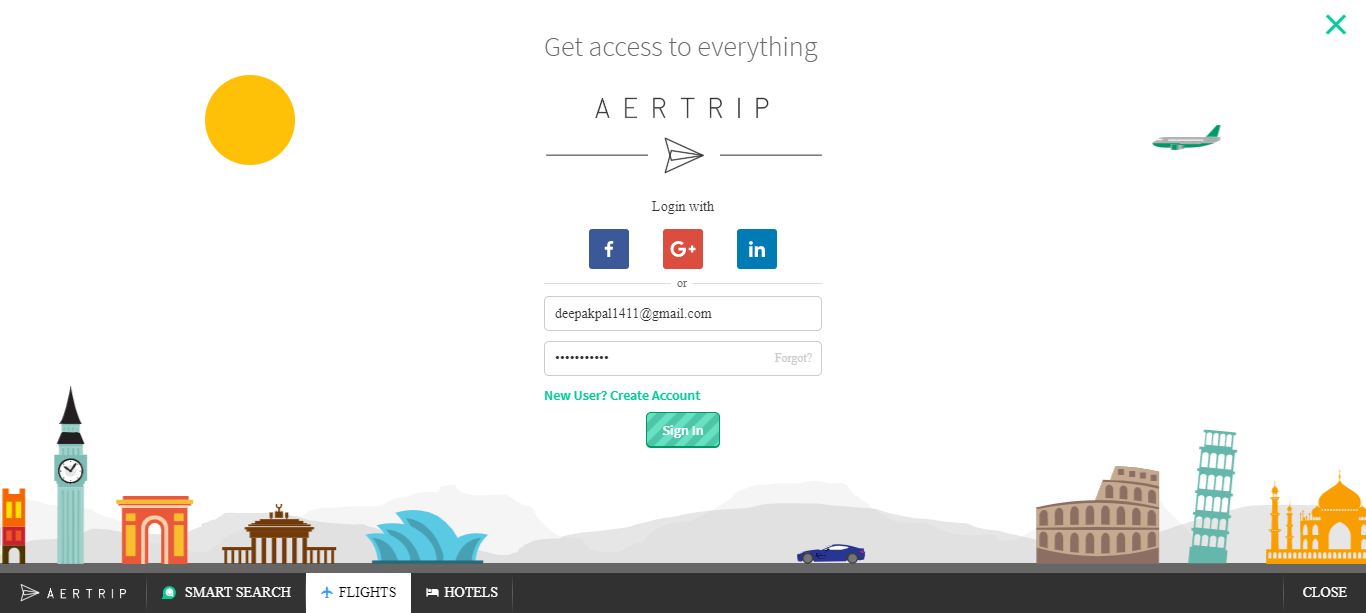 Get access to everything
AERTRIP
Login with
f G+ in
or
deepakpal1411@gmail.com
••••••••••• Forgot?
New User? Create Account
Sign In
AERTRIP SMART SEARCH FLIGHTS HOTELS CLOSE